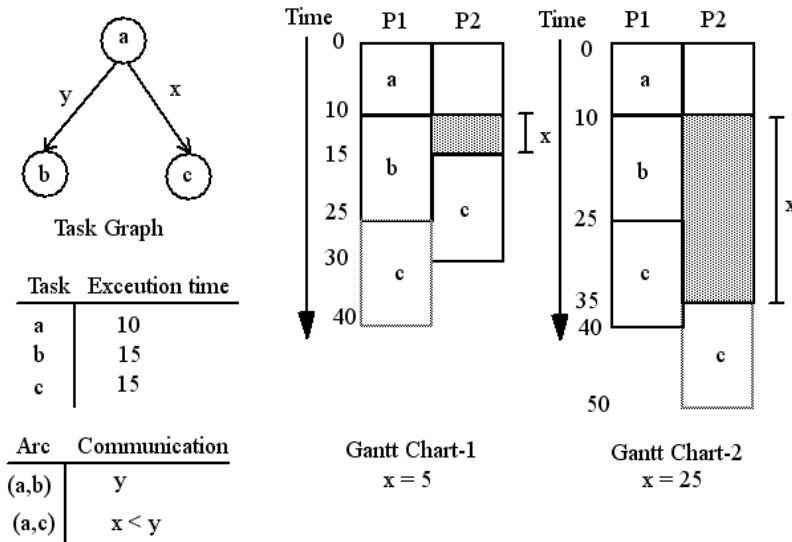 a
y
x
b
c
Task Graph
Task Exceution time
a 10
b 15
c 15
Arc Communication
(a,b) y
(a,c) x < y
Time P1 P2
0
a
10
x
15
b
c
25
30
c
40
Gantt Chart-1
x = 5
Time P1 P2
0
a
10
b
x
25
c
35
40
c
50
Gantt Chart-2
x = 25